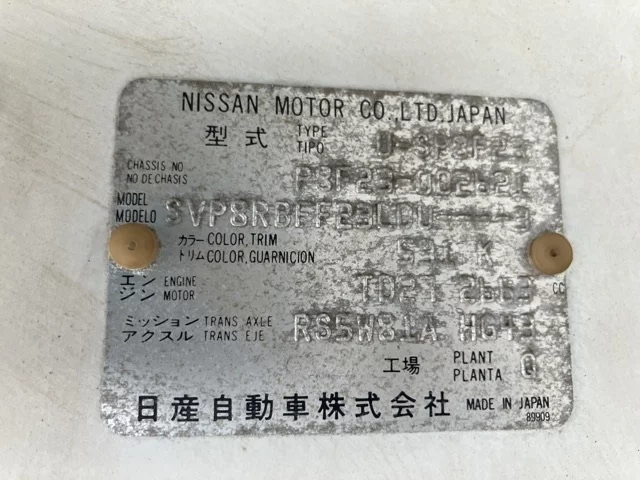 NISSAN MOTOR CO.,LTD.JAPAN
型式 TYPE TIPO U-SP8F23
CHASSIS NO
NO DE CHASIS
MODEL
MODELO
カラー COLOR, TRIM
トリム COLOR, GUARNICION
エン ENGINE TD27 2663 CC
ジン MOTOR
ミッション TRANS AXLE RS5W81A HG43
アクスル TRANS EJE
工場 PLANT
PLANTA
日産自動車株式会社 MADE IN JAPAN
89909